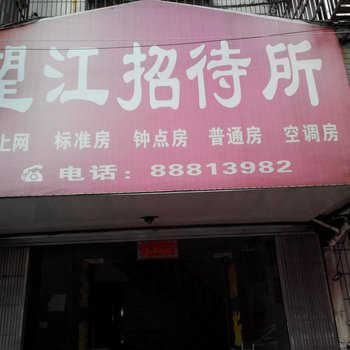 望江招待所
上网 标准房 钟点房 普通房 空调房
电话：88813982